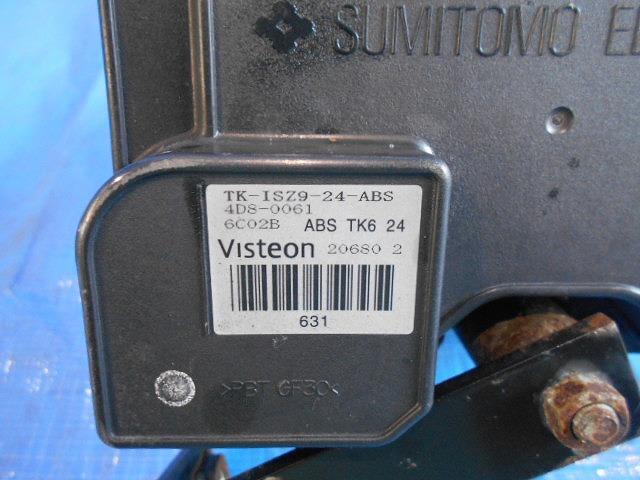 SUMITOMO E
TK-ISZ9-24-ABS
4D8-0061
6C02B ABS TK6 24
Visteon 20680 2
631
>PBT GF30<